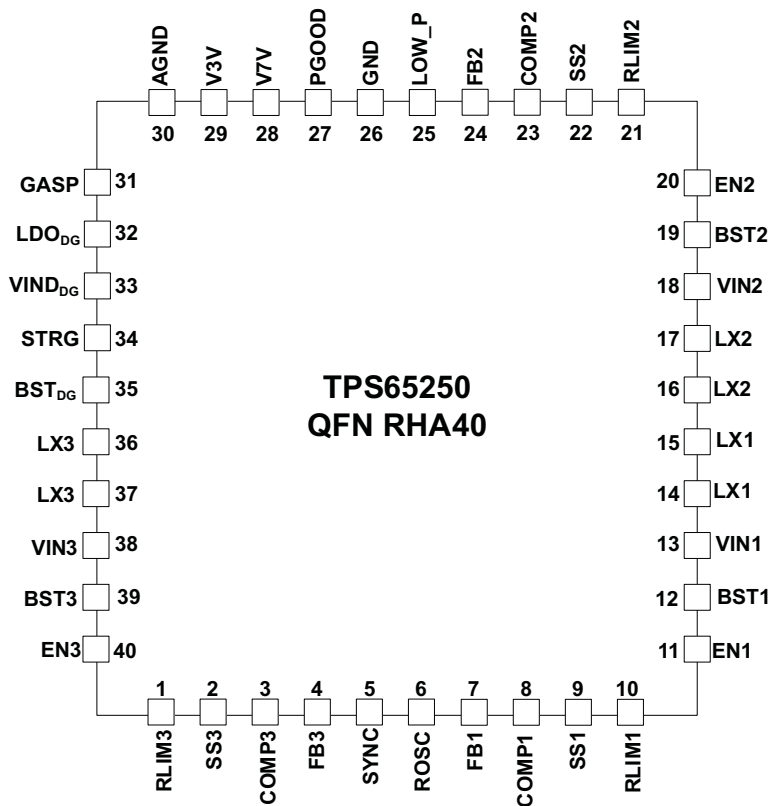 AGND
V3V
V7V
PGOOD
GND
LOW_P
FB2
COMP2
SS2
RLIM2
30
29
28
27
26
25
24
23
22
21
GASP 31
LDODG 32
VINDDG 33
STRG 34
BSTDG 35
LX3 36
LX3 37
VIN3 38
BST3 39
EN3 40
TPS65250
QFN RHA40
20 EN2
19 BST2
18 VIN2
17 LX2
16 LX2
15 LX1
14 LX1
13 VIN1
12 BST1
11 EN1
1
2
3
4
5
6
7
8
9
10
RLIM3
SS3
COMP3
FB3
SYNC
ROSC
FB1
COMP1
SS1
RLIM1